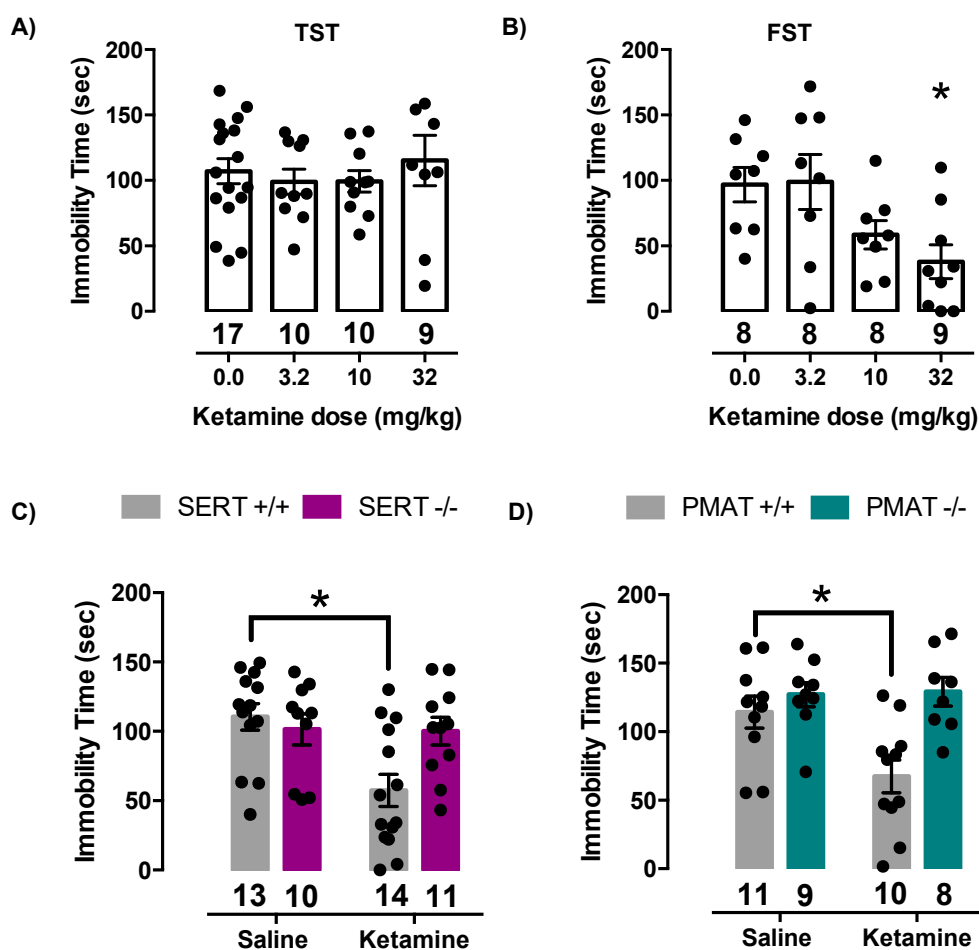 A)
TST
Immobility Time (sec)
200
150
100
50
0
17 10 10 9
0.0 3.2 10 32
Ketamine dose (mg/kg)
B)
FST
Immobility Time (sec)
200
150
100
50
0
*
8 8 8 9
0.0 3.2 10 32
Ketamine dose (mg/kg)
C)
SERT +/+ SERT -/-
Immobility Time (sec)
200
150
100
50
0
*
13 10 14 11
Saline Ketamine
D)
PMAT +/+ PMAT -/-
Immobility Time (sec)
200
150
100
50
0
*
11 9 10 8
Saline Ketamine